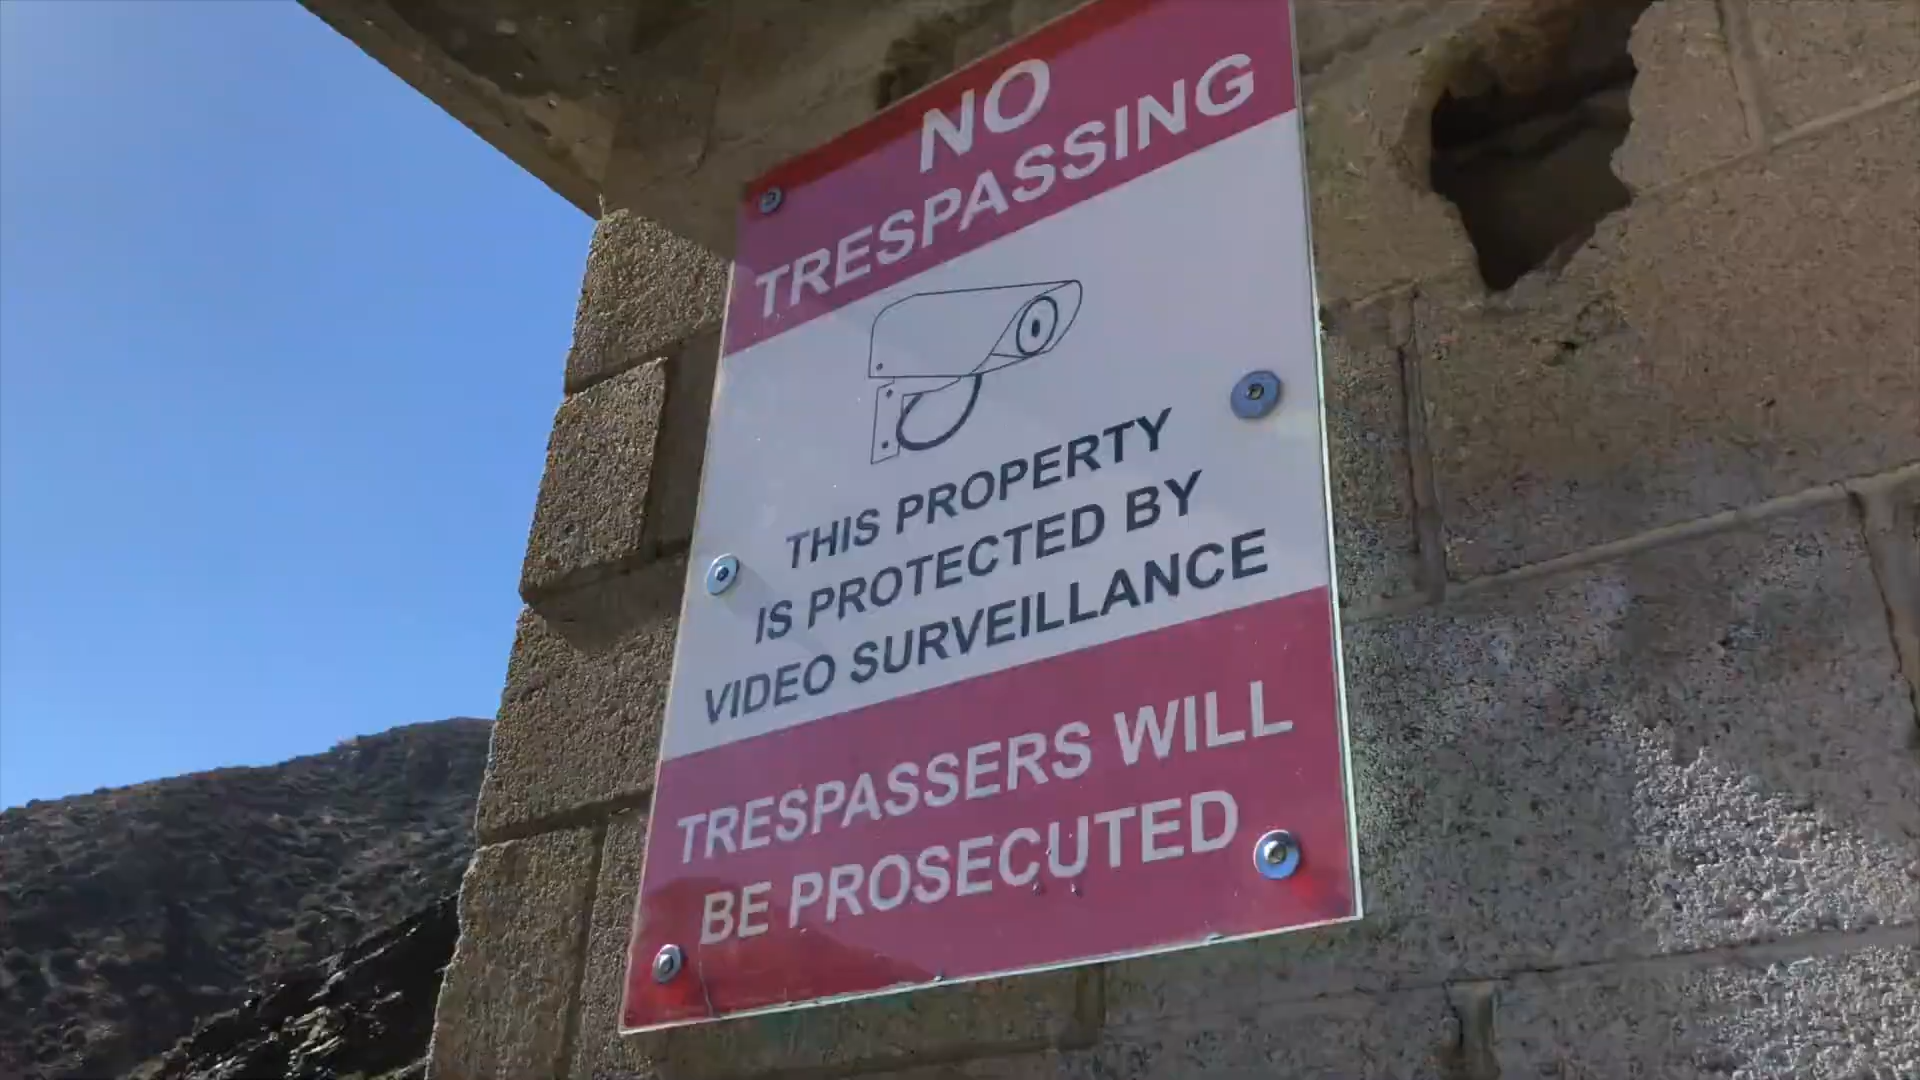 NO
TRESPASSING
THIS PROPERTY
IS PROTECTED BY
VIDEO SURVEILLANCE
TRESPASSERS WILL
BE PROSECUTED